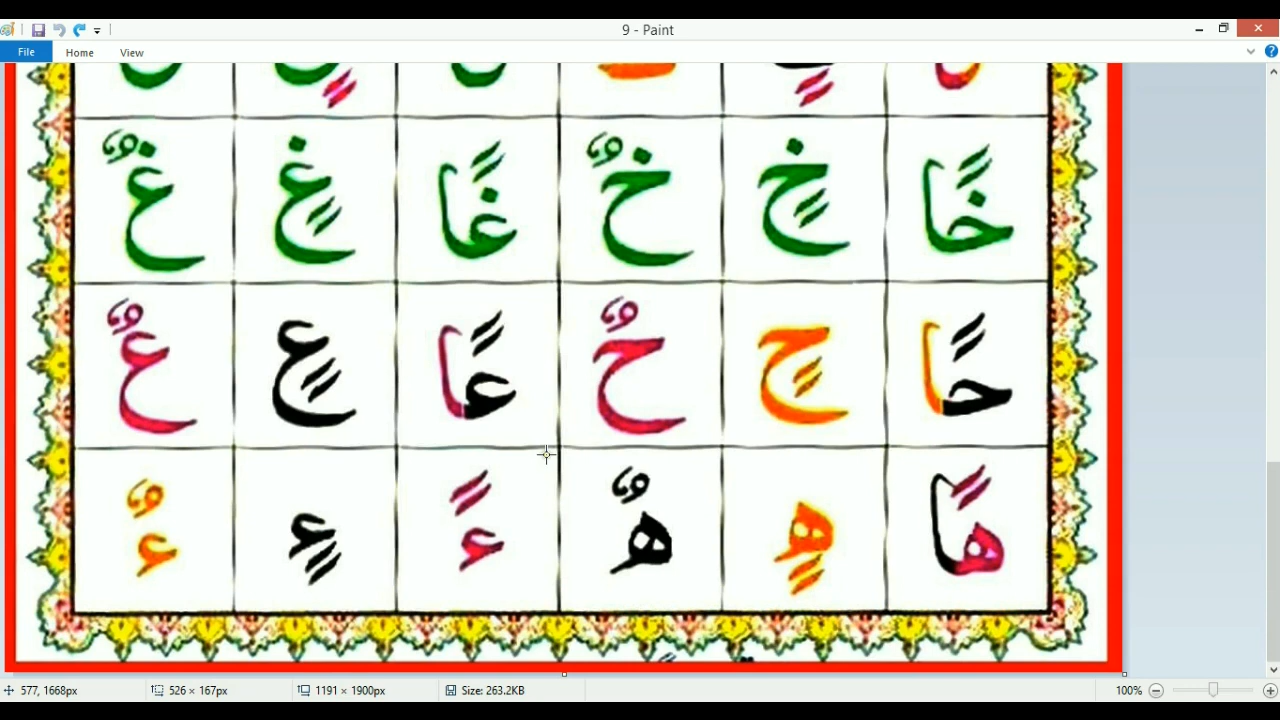 9 - Paint
File Home View
خًا خٍ خٌ غًا غٍ غٌ
حًا حٍ حٌ عًا عٍ عٌ
هًا هٍ هٌ ءً ءٍ ءٌ
577, 1668px 526 × 167px 1191 × 1900px Size: 263.2KB 100%